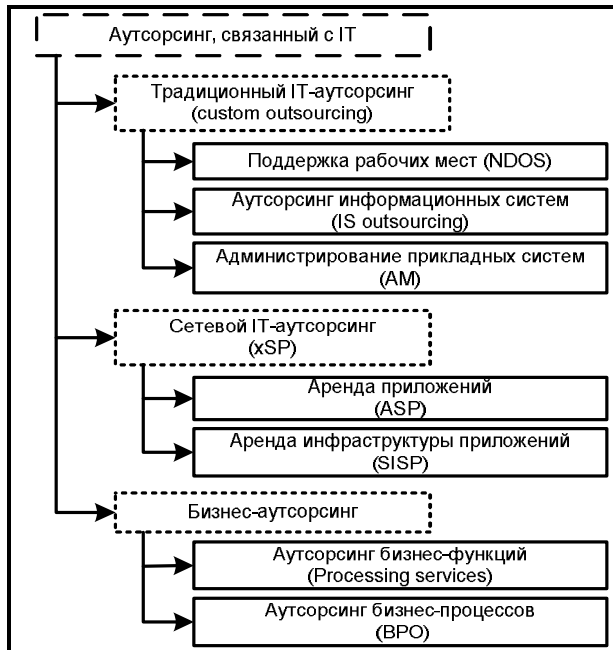 Аутсорсинг, связанный с IT
Традиционный IT-аутсорсинг
(custom outsourcing)
Поддержка рабочих мест (NDOS)
Аутсорсинг информационных систем
(IS outsourcing)
Администрирование прикладных систем
(AM)
Сетевой IT-аутсорсинг
(xSP)
Аренда приложений
(ASP)
Аренда инфраструктуры приложений
(SISP)
Бизнес-аутсорсинг
Аутсорсинг бизнес-функций
(Processing services)
Аутсорсинг бизнес-процессов
(BPO)